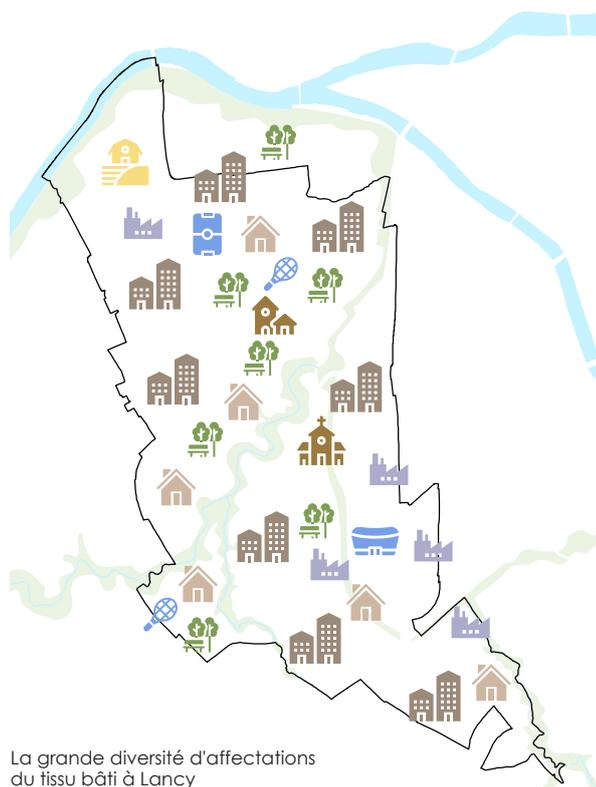 La grande diversité d'affectations
du tissu bâti à Lancy